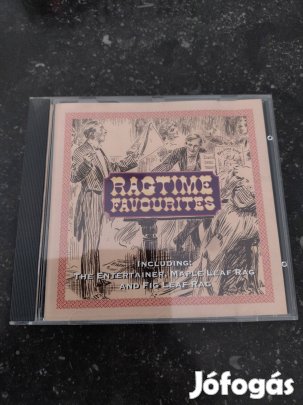 RAGTIME
FAVOURITES
INCLUDING:
THE ENTERTAINER, MAPLE LEAF RAG
AND FIG LEAF RAG
Jófogás